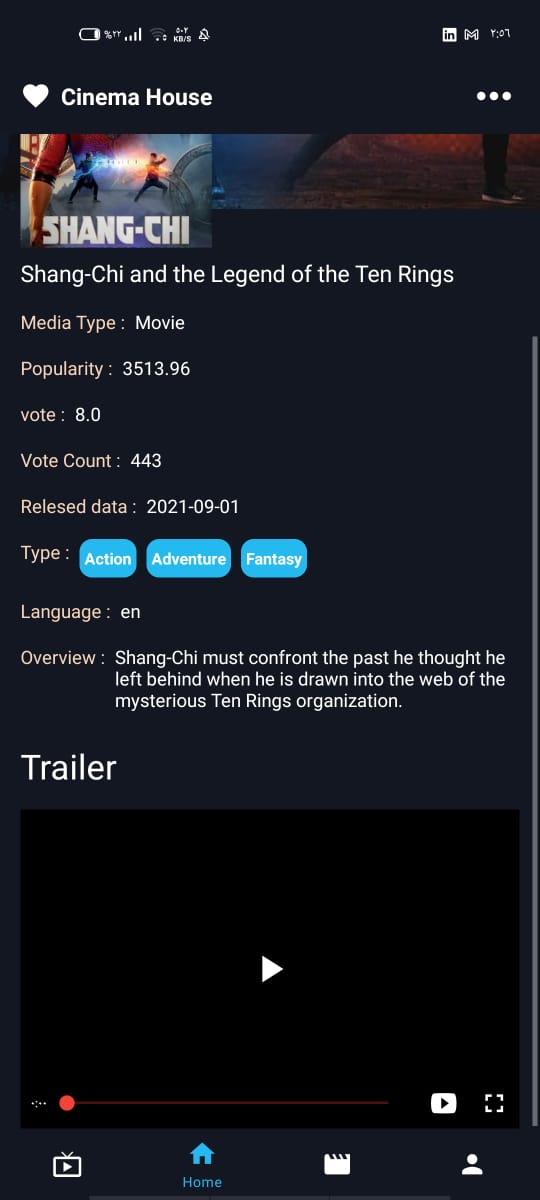 %٢٢ ٥٠٢ KB/S in ٢:٥٦
Cinema House
SHANG-CHI
Shang-Chi and the Legend of the Ten Rings
Media Type : Movie
Popularity : 3513.96
vote : 8.0
Vote Count : 443
Relesed data : 2021-09-01
Type : Action Adventure Fantasy
Language : en
Overview : Shang-Chi must confront the past he thought he
left behind when he is drawn into the web of the
mysterious Ten Rings organization.
Trailer
Home